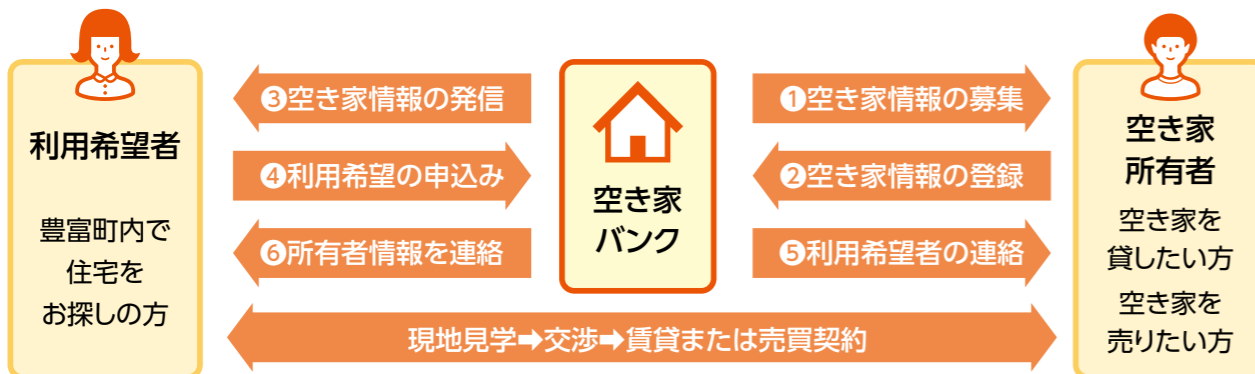 利用希望者
豊富町内で
住宅を
お探しの方
❸空き家情報の発信
❹利用希望の申込み
❻所有者情報を連絡
空き家
バンク
❶空き家情報の募集
❷空き家情報の登録
❺利用希望者の連絡
空き家
所有者
空き家を
貸したい方
空き家を
売りたい方
現地見学➡交渉➡賃貸または売買契約